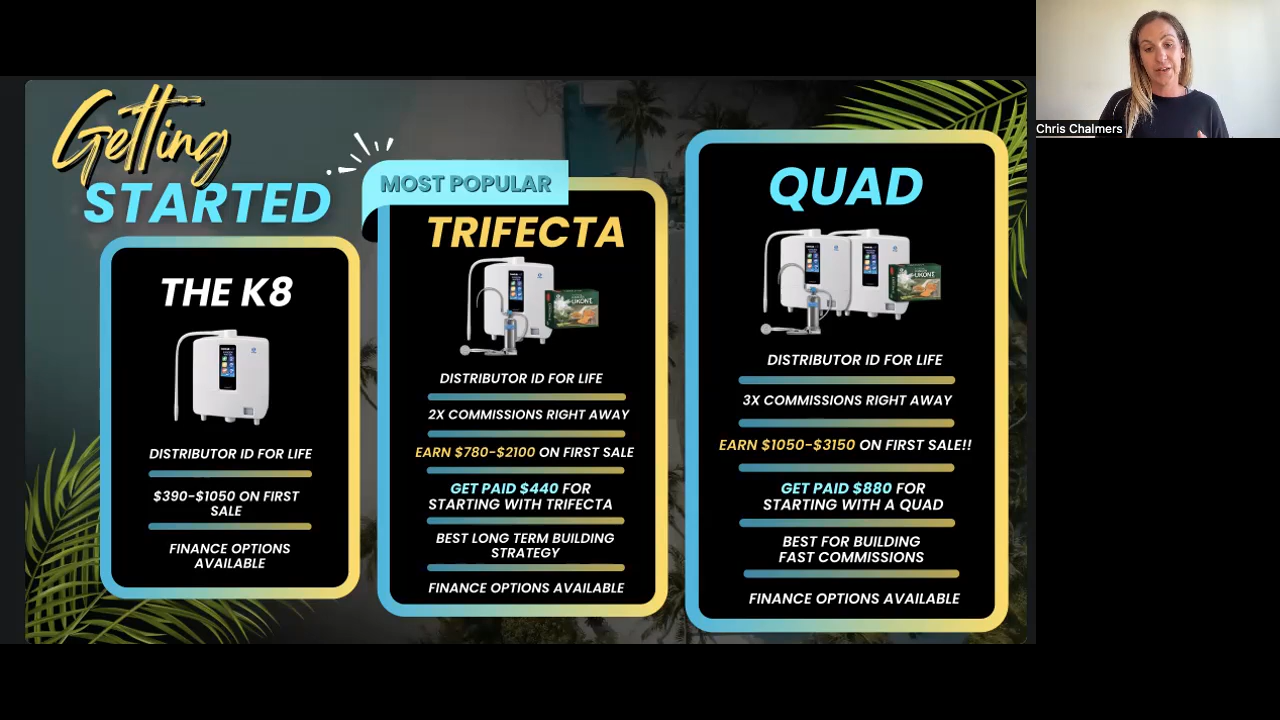 Getting
STARTED
THE K8
DISTRIBUTOR ID FOR LIFE
$390-$1050 ON FIRST
SALE
FINANCE OPTIONS
AVAILABLE
MOST POPULAR
TRIFECTA
UKON
DISTRIBUTOR ID FOR LIFE
2X COMMISSIONS RIGHT AWAY
EARN $780-$2100 ON FIRST SALE
GET PAID $440 FOR
STARTING WITH TRIFECTA
BEST LONG TERM BUILDING
STRATEGY
FINANCE OPTIONS AVAILABLE
QUAD
UKON
DISTRIBUTOR ID FOR LIFE
3X COMMISSIONS RIGHT AWAY
EARN $1050-$3150 ON FIRST SALE!!
GET PAID $880 FOR
STARTING WITH A QUAD
BEST FOR BUILDING
FAST COMMISSIONS
FINANCE OPTIONS AVAILABLE
Chris Chalmers